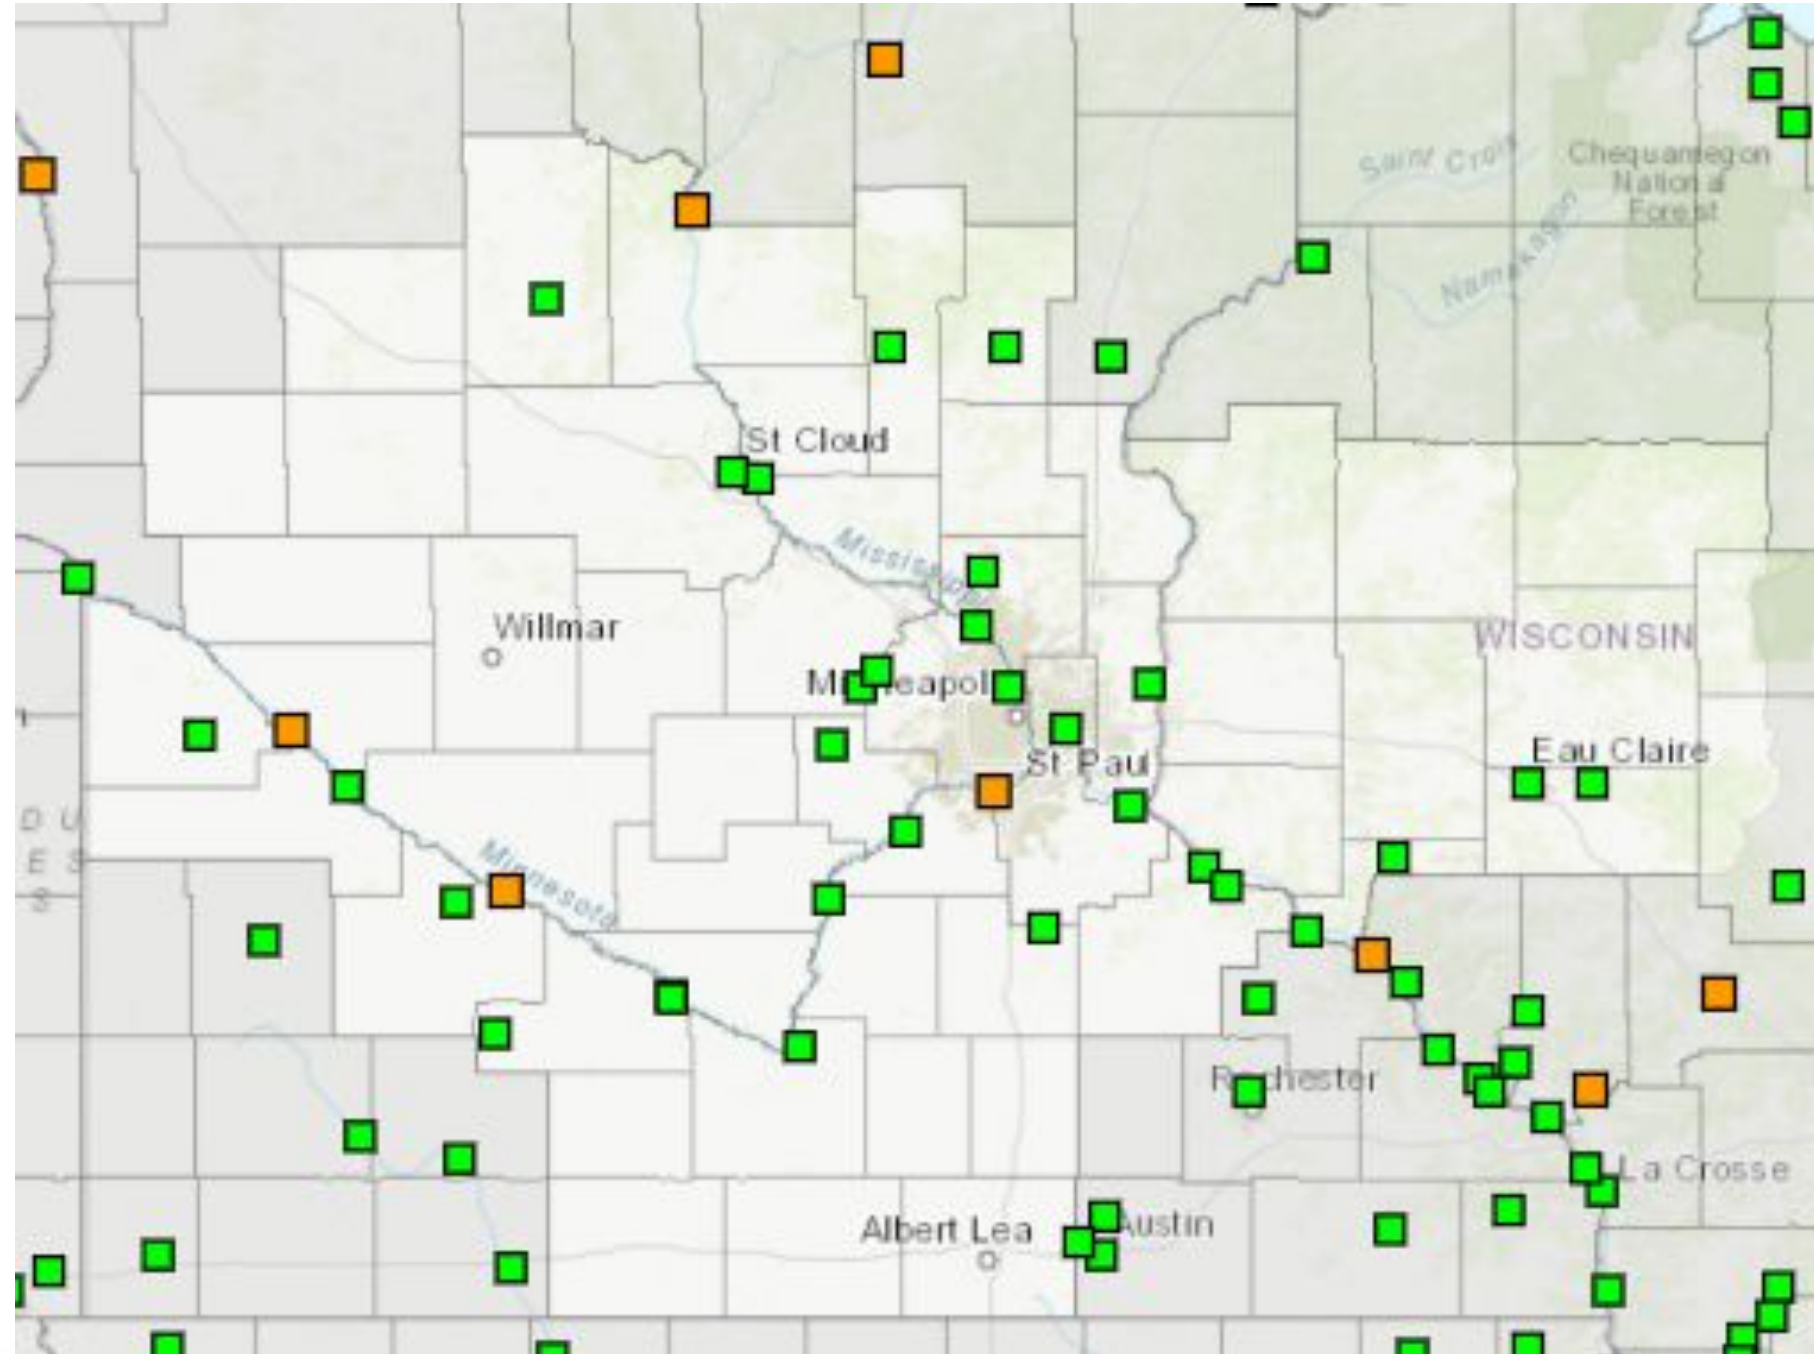 Saint Croix
Chequamegon
National
Forest
Namekagon
St Cloud
Mississippi
Willmar
WISCONSIN
St Paul
Eau Claire
Minnesota
La Crosse
Albert Lea
Austin